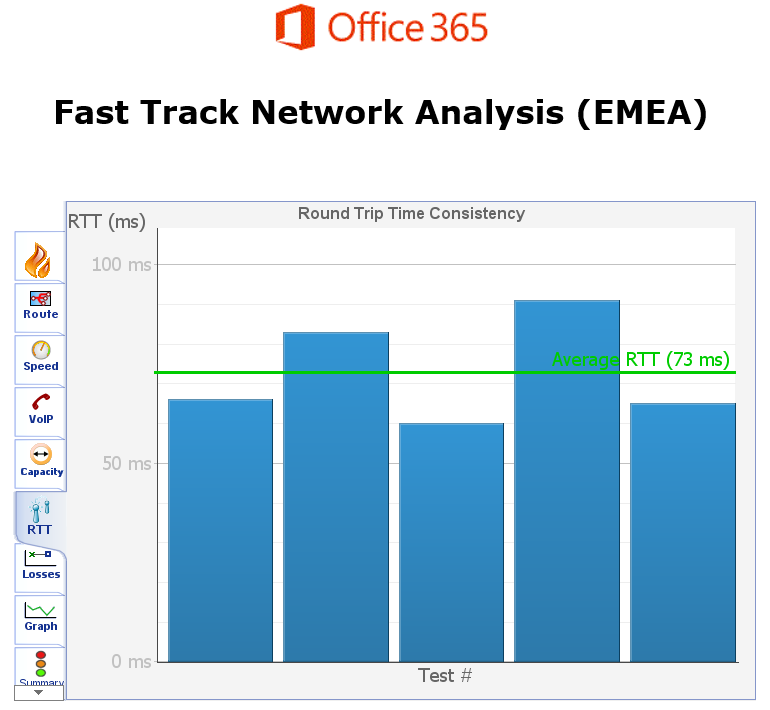 Office 365
Fast Track Network Analysis (EMEA)
Round Trip Time Consistency
RTT (ms)
100 ms
Average RTT (73 ms)
50 ms
0 ms
Test #
Route
Speed
VoIP
Capacity
RTT
Losses
Graph
Summary